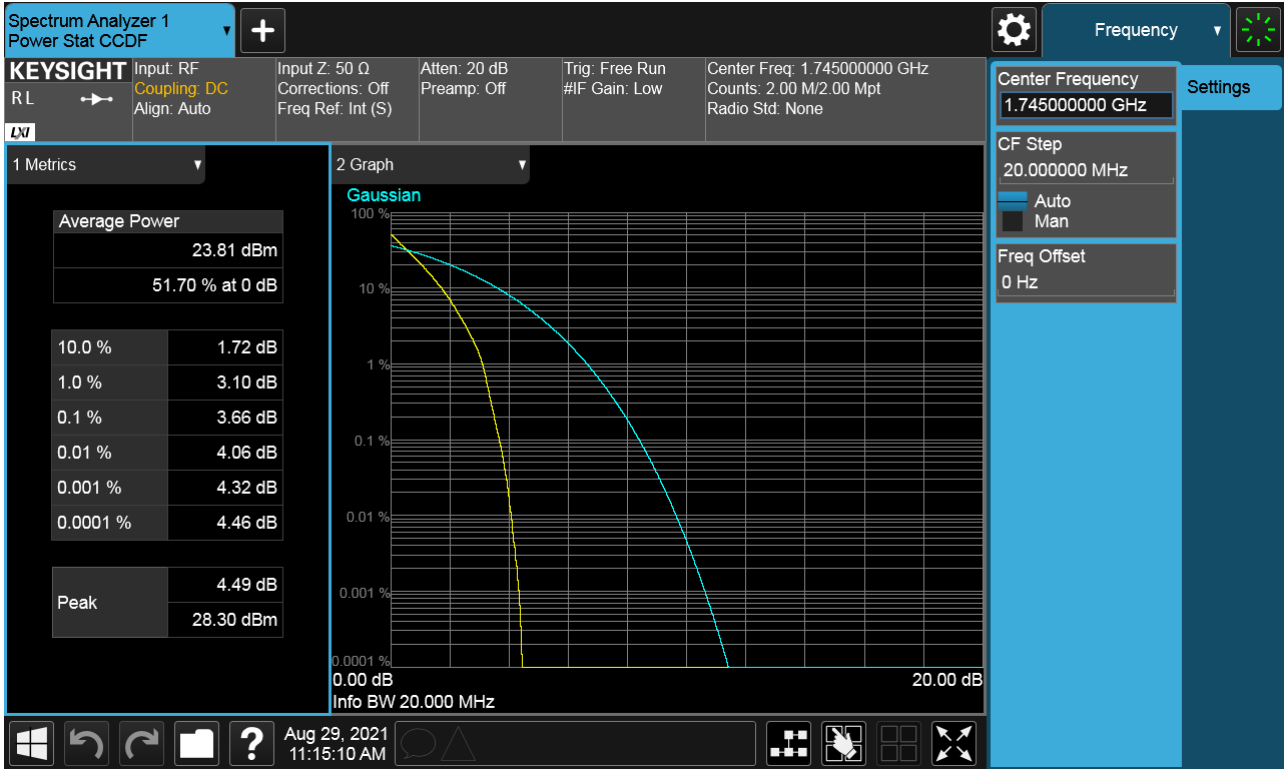 Spectrum Analyzer 1
Power Stat CCDF
Frequency
KEYSIGHT
R L
LXI
Input: RF
Coupling: DC
Align: Auto
Input Z: 50 Ω
Corrections: Off
Freq Ref: Int (S)
Atten: 20 dB
Preamp: Off
Trig: Free Run
#IF Gain: Low
Center Freq: 1.745000000 GHz
Counts: 2.00 M/2.00 Mpt
Radio Std: None
Center Frequency
1.745000000 GHz
Settings
CF Step
20.000000 MHz
Auto
Man
Freq Offset
0 Hz
1 Metrics
Average Power
23.81 dBm
51.70 % at 0 dB
10.0 % 1.72 dB
1.0 % 3.10 dB
0.1 % 3.66 dB
0.01 % 4.06 dB
0.001 % 4.32 dB
0.0001 % 4.46 dB
Peak
4.49 dB
28.30 dBm
2 Graph
Gaussian
100 %
10 %
1 %
0.1 %
0.01 %
0.001 %
0.0001 %
0.00 dB 20.00 dB
Info BW 20.000 MHz
?
Aug 29, 2021
11:15:10 AM